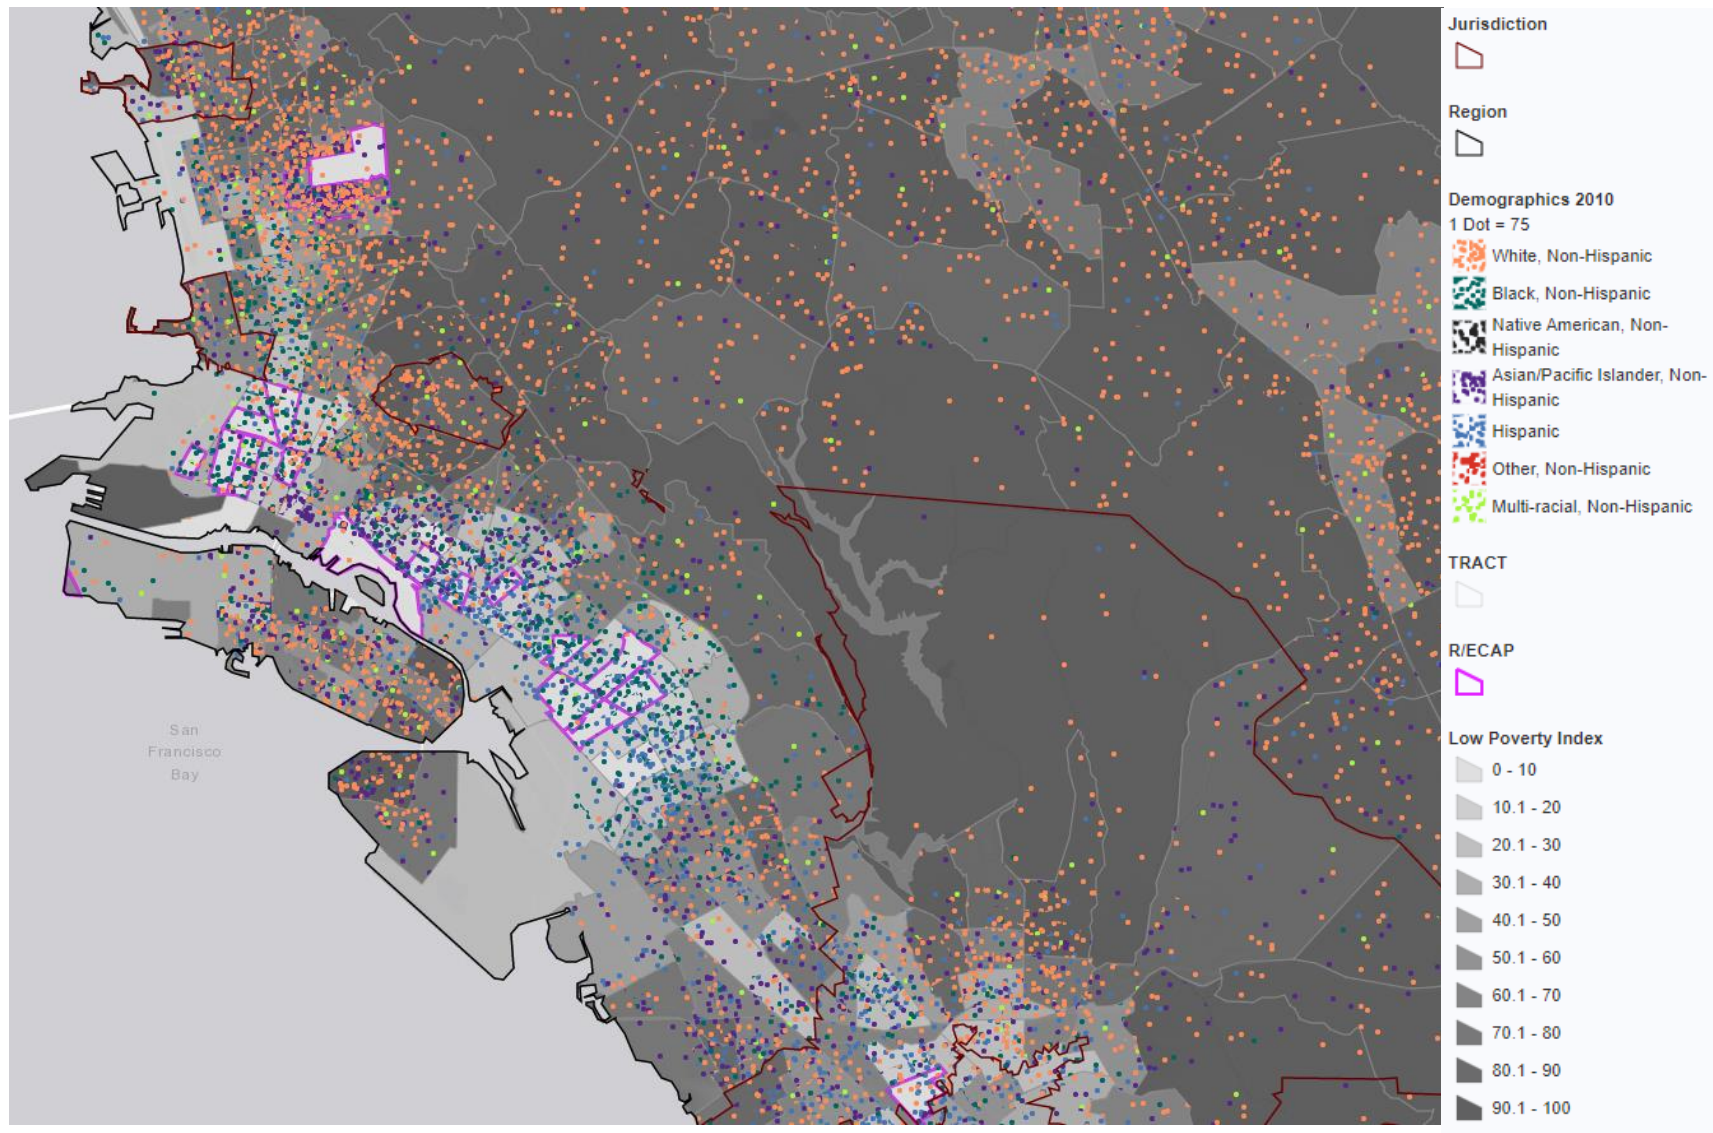 San
Francisco
Bay
Jurisdiction
Region
Demographics 2010
1 Dot = 75
White, Non-Hispanic
Black, Non-Hispanic
Native American, Non-
Hispanic
Asian/Pacific Islander, Non-
Hispanic
Hispanic
Other, Non-Hispanic
Multi-racial, Non-Hispanic
TRACT
R/ECAP
Low Poverty Index
0 - 10
10.1 - 20
20.1 - 30
30.1 - 40
40.1 - 50
50.1 - 60
60.1 - 70
70.1 - 80
80.1 - 90
90.1 - 100